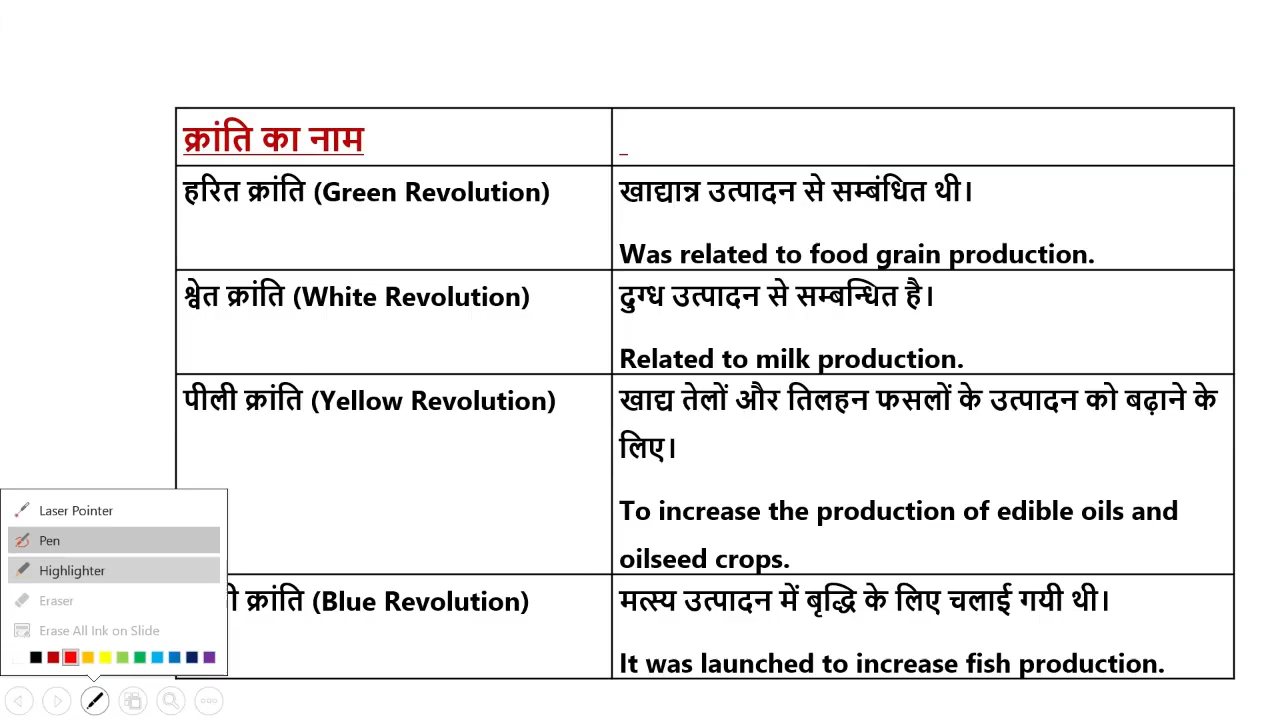 क्रांति का नाम
हरित क्रांति (Green Revolution)
खाद्यान्न उत्पादन से सम्बंधित थी।
Was related to food grain production.
श्वेत क्रांति (White Revolution)
दुग्ध उत्पादन से सम्बन्धित है।
Related to milk production.
पीली क्रांति (Yellow Revolution)
खाद्य तेलों और तिलहन फसलों के उत्पादन को बढ़ाने के
लिए।
To increase the production of edible oils and
oilseed crops.
क्रांति (Blue Revolution)
मत्स्य उत्पादन में बृद्धि के लिए चलाई गयी थी।
It was launched to increase fish production.
Laser Pointer
Pen
Highlighter
Eraser
Erase All Ink on Slide